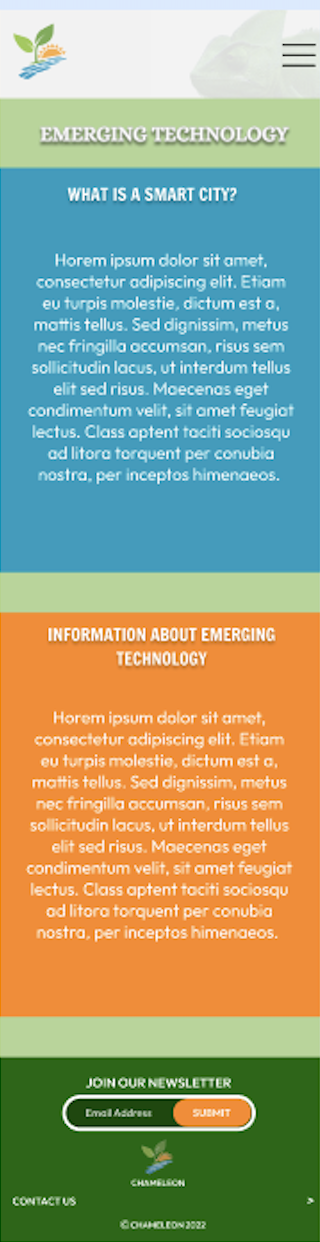 EMERGING TECHNOLOGY
WHAT IS A SMART CITY?
Horem ipsum dolor sit amet,
consectetur adipiscing elit. Etiam
eu turpis molestie, dictum est a,
mattis tellus. Sed dignissim, metus
nec fringilla accumsan, risus sem
sollicitudin lacus, ut interdum tellus
elit sed risus. Maecenas eget
condimentum velit, sit amet feugiat
lectus. Class aptent taciti sociosqu
ad litora torquent per conubia
nostra, per inceptos himenaeos.
INFORMATION ABOUT EMERGING
TECHNOLOGY
Horem ipsum dolor sit amet,
consectetur adipiscing elit. Etiam
eu turpis molestie, dictum est a,
mattis tellus. Sed dignissim, metus
nec fringilla accumsan, risus sem
sollicitudin lacus, ut interdum tellus
elit sed risus. Maecenas eget
condimentum velit, sit amet feugiat
lectus. Class aptent taciti sociosqu
ad litora torquent per conubia
nostra, per inceptos himenaeos.
JOIN OUR NEWSLETTER
Email Address SUBMIT
CHAMELEON
CONTACT US >
©CHAMELEON 2022